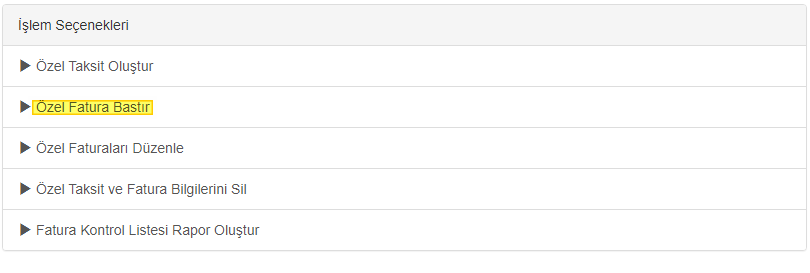 İşlem Seçenekleri
▶ Özel Taksit Oluştur
▶ Özel Fatura Bastır
▶ Özel Faturaları Düzenle
▶ Özel Taksit ve Fatura Bilgilerini Sil
▶ Fatura Kontrol Listesi Rapor Oluştur